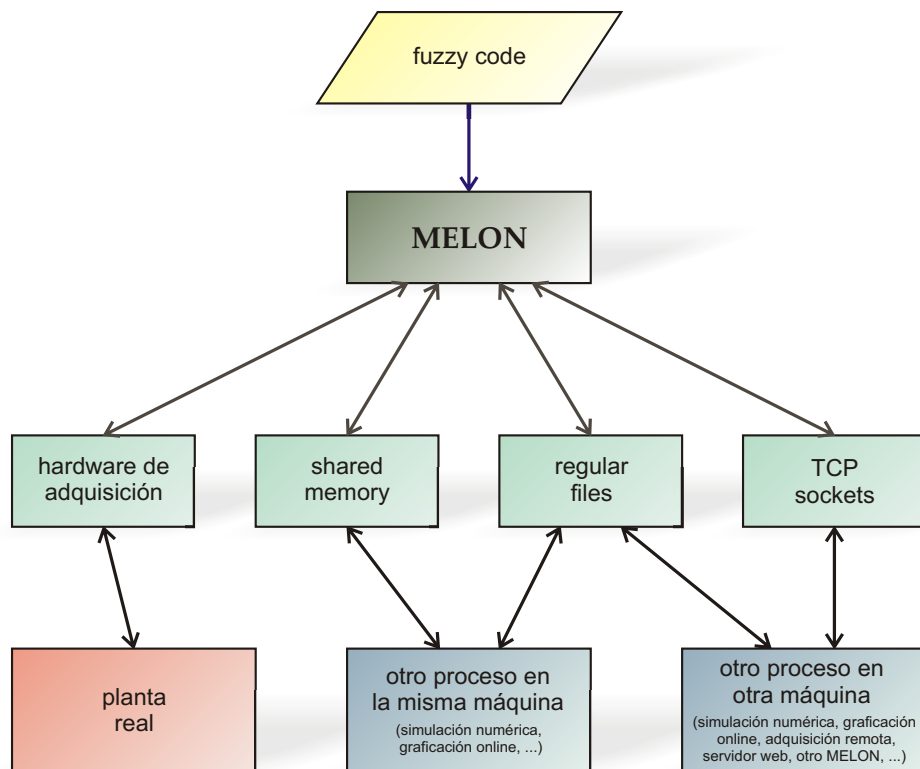 fuzzy code
MELON
hardware de
adquisición
shared
memory
regular
files
TCP
sockets
planta
real
otro proceso en
la misma máquina
(simulación numérica,
graficación online, ...)
otro proceso en
otra máquina
(simulación numérica, graficación
online, adquisición remota,
servidor web, otro MELON, ...)